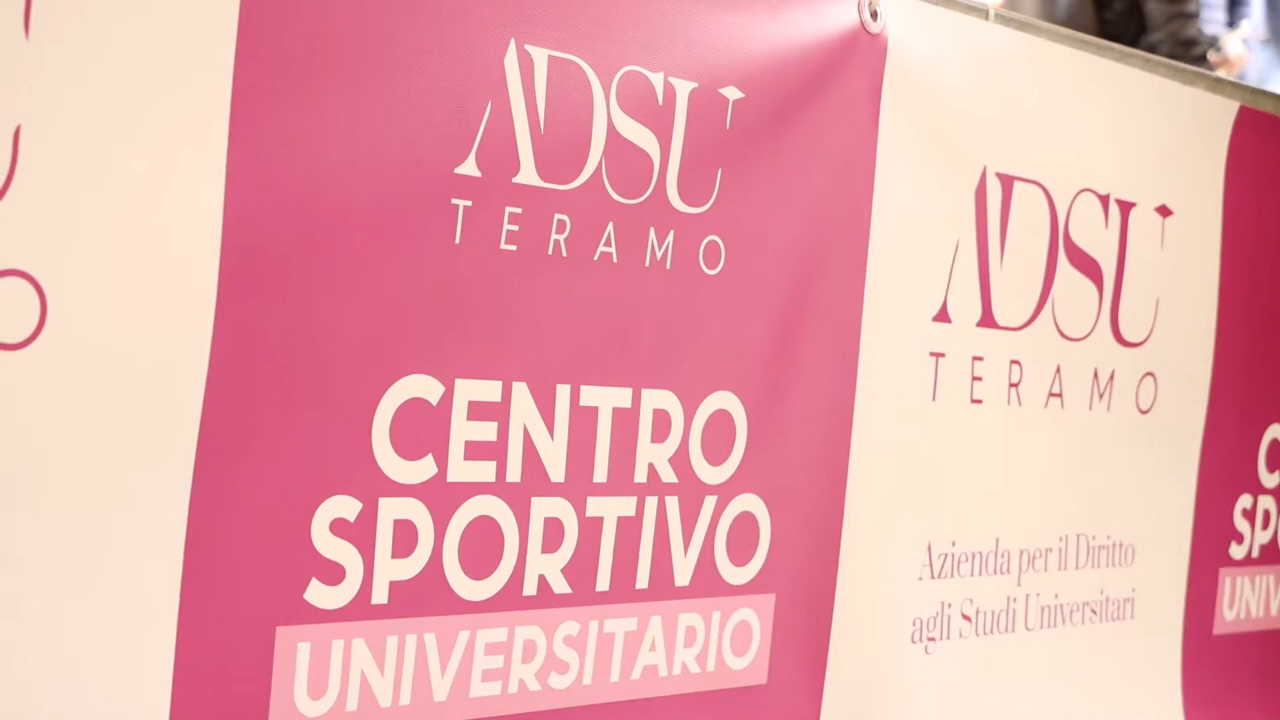 ADSU
TERAMO
CENTRO
SPORTIVO
UNIVERSITARIO
ADSU
TERAMO
Azienda per il Diritto
agli Studi Universitari